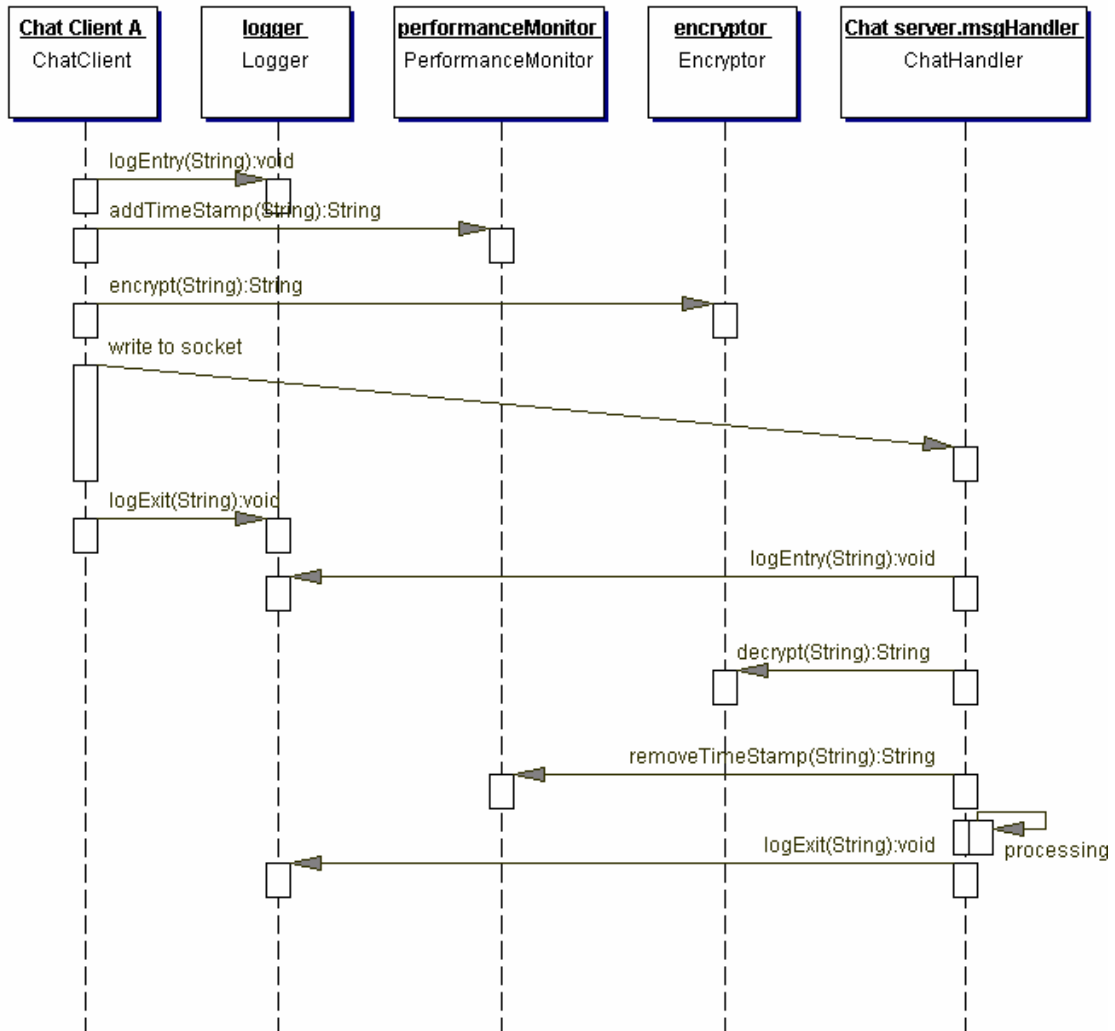 Chat Client A
ChatClient
logger
Logger
performanceMonitor
PerformanceMonitor
encryptor
Encryptor
Chat server.msgHandler
ChatHandler
logEntry(String):void
addTimeStamp(String):String
encrypt(String):String
write to socket
logExit(String):void
logEntry(String):void
decrypt(String):String
removeTimeStamp(String):String
logExit(String):void
processing